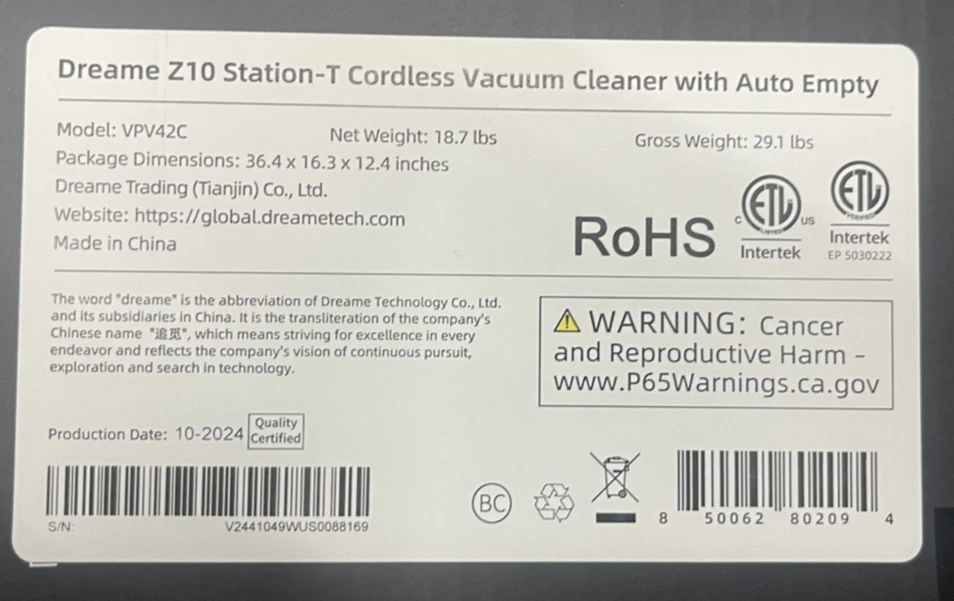 Dreame Z10 Station-T Cordless Vacuum Cleaner with Auto Empty
Model: VPV42C Net Weight: 18.7 lbs Gross Weight: 29.1 lbs
Package Dimensions: 36.4 x 16.3 x 12.4 inches
Dreame Trading (Tianjin) Co., Ltd.
Website: https://global.dreametech.com
Made in China
RoHS
C ETL US
LISTED
Intertek
ETL
VERIFIED
Intertek
EP 5030222
The word "dreame" is the abbreviation of Dreame Technology Co., Ltd.
and its subsidiaries in China. It is the transliteration of the company's
Chinese name "追觅", which means striving for excellence in every
endeavor and reflects the company's vision of continuous pursuit,
exploration and search in technology.
⚠ WARNING: Cancer
and Reproductive Harm -
www.P65Warnings.ca.gov
Production Date: 10-2024
Quality
Certified
S/N: V2441049WUS0088169
BC
8 50062 80209 4